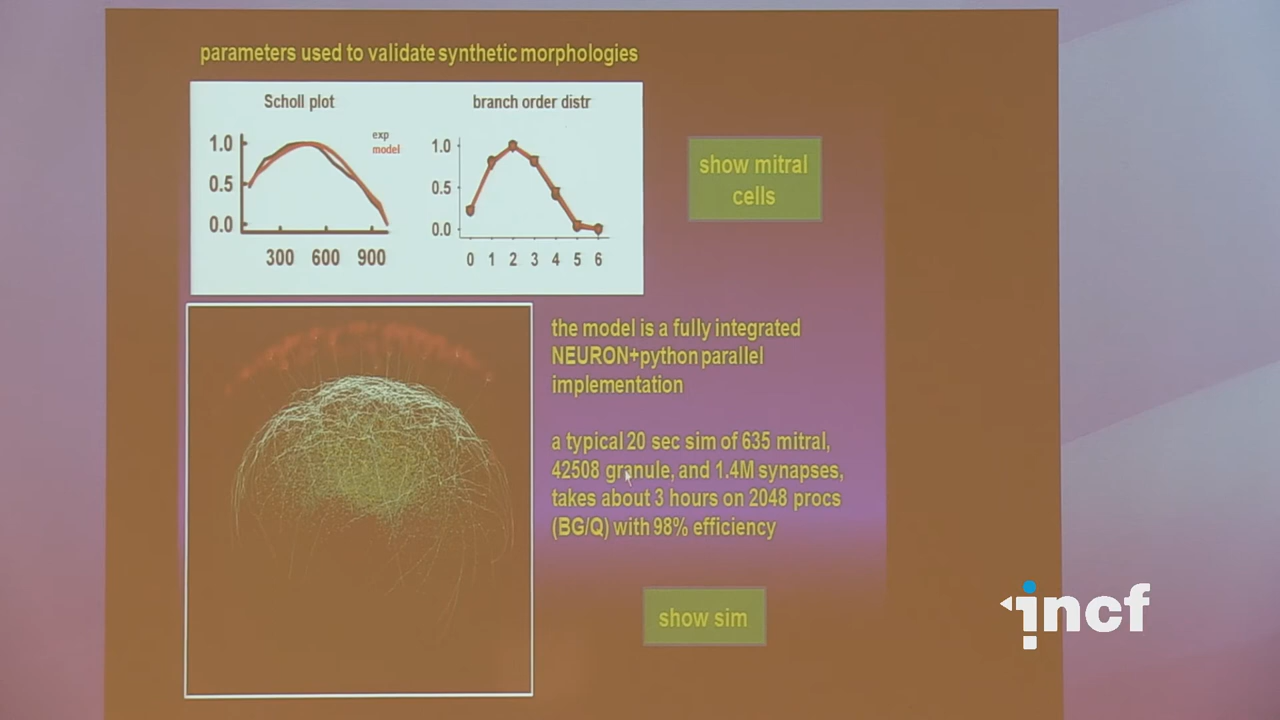 parameters used to validate synthetic morphologies
Scholl plot
branch order distr
exp
model
1.0
0.5
0.0
300 600 900
1.0
0.5
0.0
0 1 2 3 4 5 6
show mitral
cells
the model is a fully integrated
NEURON+python parallel
implementation
a typical 20 sec sim of 635 mitral,
42508 granule, and 1.4M synapses,
takes about 3 hours on 2048 procs
(BG/Q) with 98% efficiency
show sim
incf